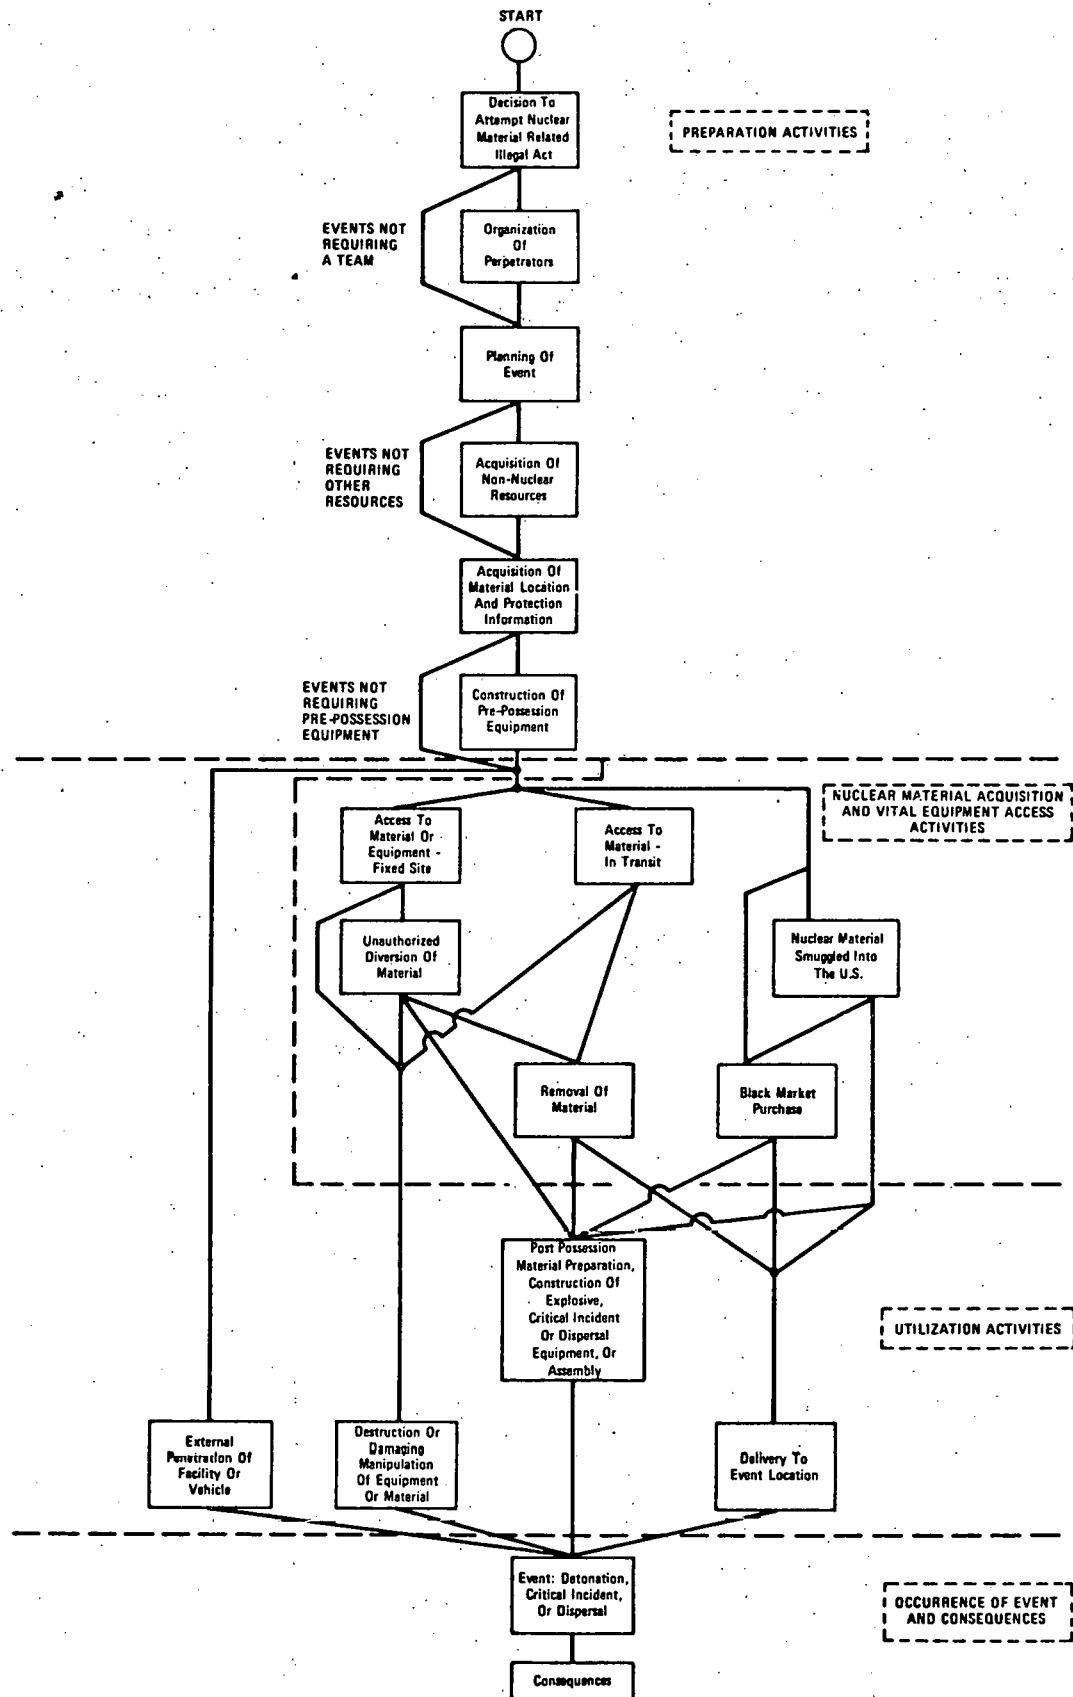 START
Decision To
Attempt Nuclear
Material Related
Illegal Act
PREPARATION ACTIVITIES
EVENTS NOT
REQUIRING
A TEAM
Organization
Of
Perpetrators
Planning Of
Event
EVENTS NOT
REQUIRING
OTHER
RESOURCES
Acquisition Of
Non-Nuclear
Resources
Acquisition Of
Material Location
And Protection
Information
EVENTS NOT
REQUIRING
PRE-POSSESSION
EQUIPMENT
Construction Of
Pre-Possession
Equipment
NUCLEAR MATERIAL ACQUISITION
AND VITAL EQUIPMENT ACCESS
ACTIVITIES
Access To
Material Or
Equipment -
Fixed Site
Access To
Material -
In Transit
Unauthorized
Diversion Of
Material
Nuclear Material
Smuggled Into
The U.S.
Removal Of
Material
Black Market
Purchase
Post Possession
Material Preparation,
Construction Of
Explosive,
Critical Incident
Or Dispersal
Equipment, Or
Assembly
UTILIZATION ACTIVITIES
External
Penetration Of
Facility Or
Vehicle
Destruction Or
Damaging
Manipulation
Of Equipment
Or Material
Delivery To
Event Location
Event: Detonation,
Critical Incident,
Or Dispersal
OCCURRENCE OF EVENT
AND CONSEQUENCES
Consequences